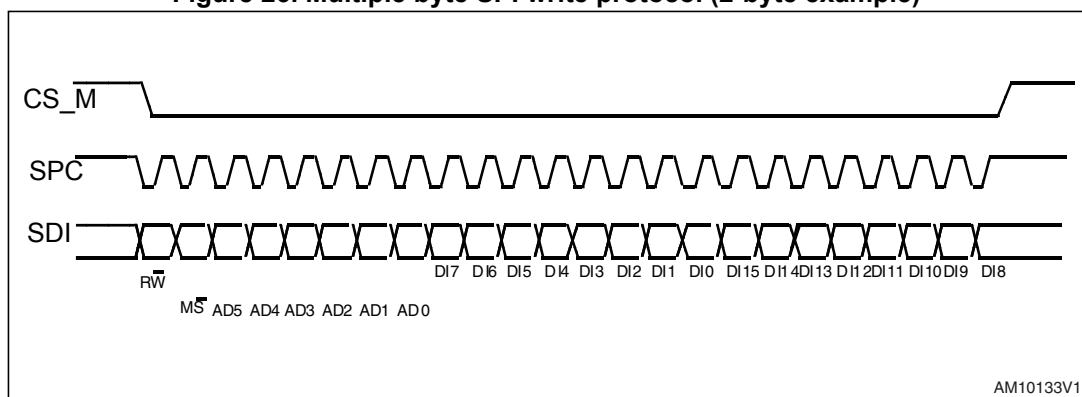 Figure Multiple byte SPI write protocol (2-byte example)
CS_M
SPC
SDI
RW̅ DI7 DI6 DI5 DI4 DI3 DI2 DI1 DI0 DI15 DI14 DI13 DI12 DI11 DI10 DI9 DI8
MS̅ AD5 AD4 AD3 AD2 AD1 AD0
AM10133V1